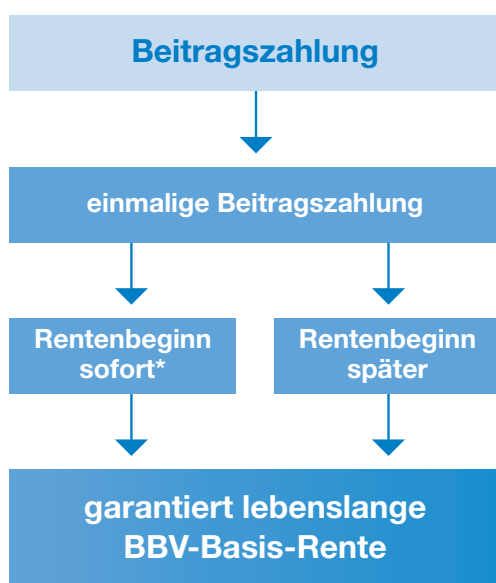 Beitragszahlung
einmalige Beitragszahlung
Rentenbeginn
sofort*
Rentenbeginn
später
garantiert lebenslange
BBV-Basis-Rente